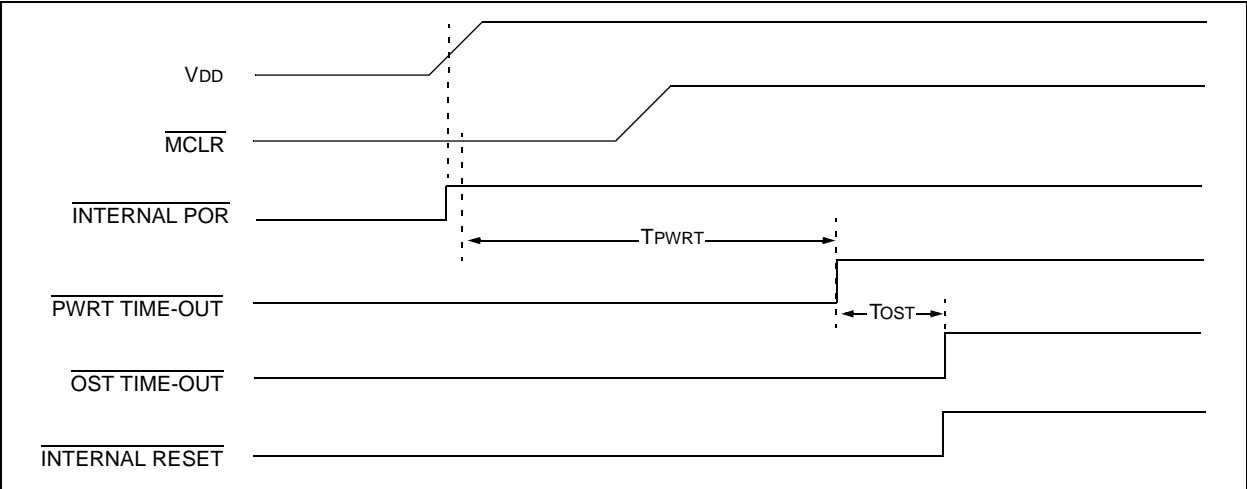 VDD
MCLR
INTERNAL POR
TPWRT
PWRT TIME-OUT
TOST
OST TIME-OUT
INTERNAL RESET